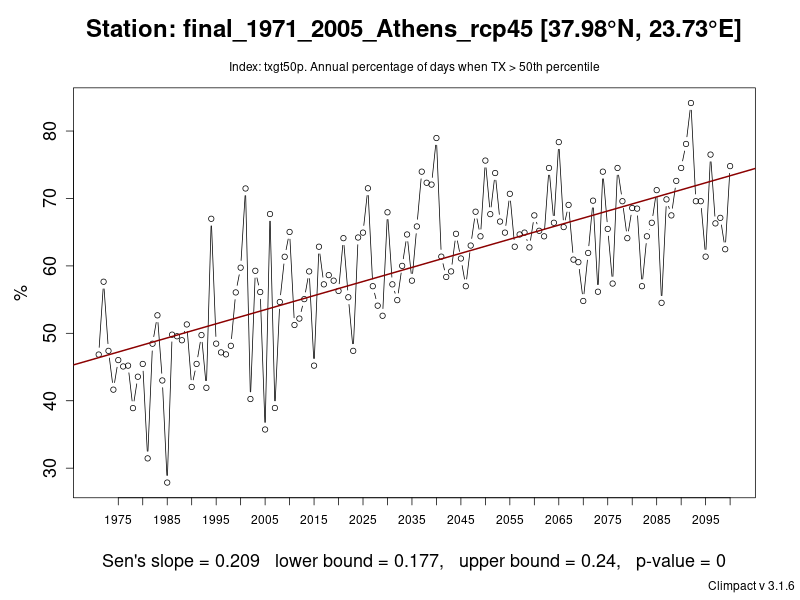 Station: final_1971_2005_Athens_rcp45 [37.98°N, 23.73°E]
Index: txgt50p. Annual percentage of days when TX > 50th percentile
%
80
70
60
50
40
30
1975 1985 1995 2005 2015 2025 2035 2045 2055 2065 2075 2085 2095
Sen's slope = 0.209 lower bound = 0.177, upper bound = 0.24, p-value = 0
Climpact v 3.1.6